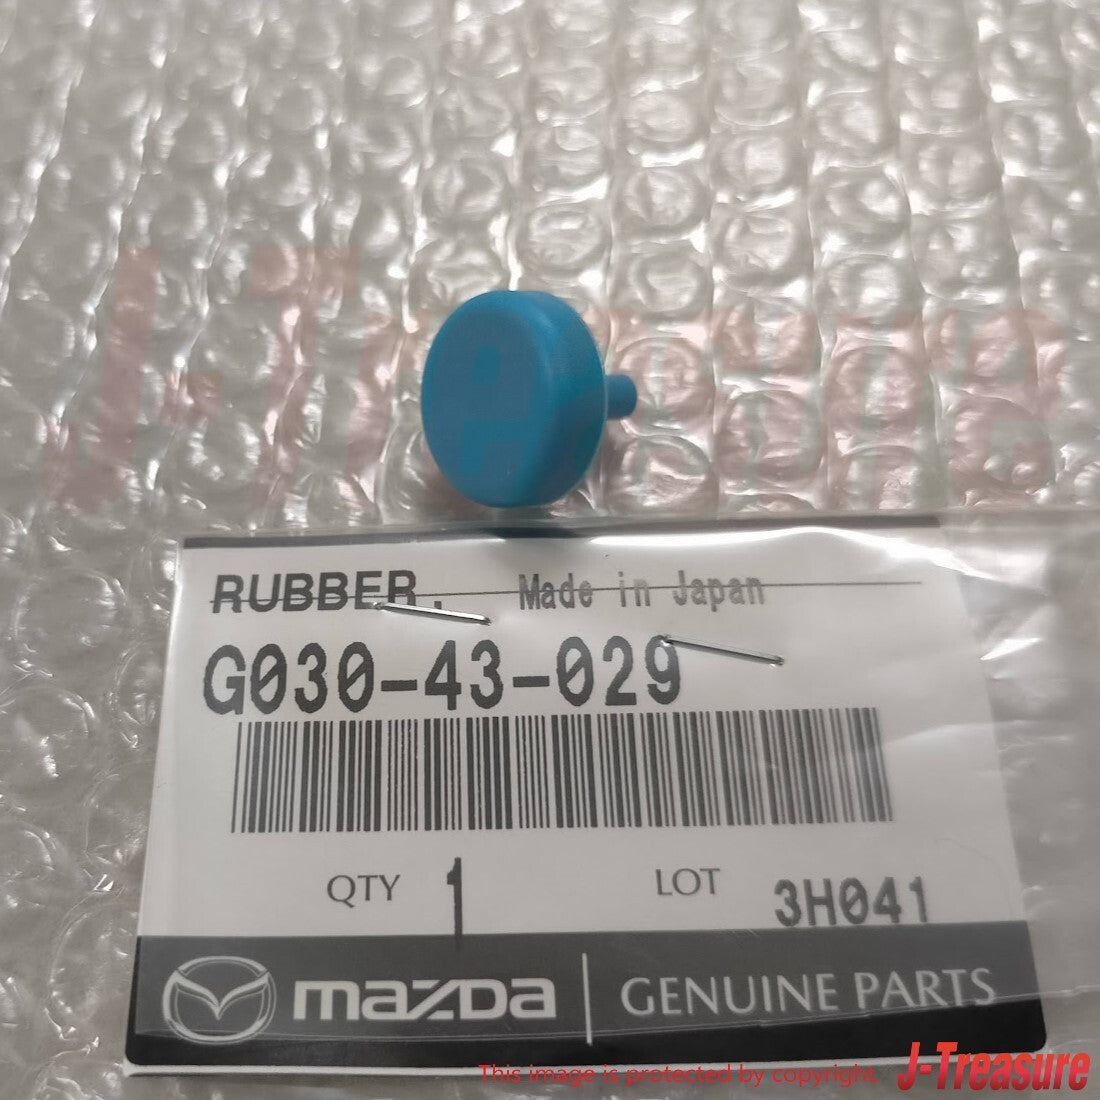 J-Treasure
RUBBER. Made in Japan
G030-43-029
QTY 1 LOT 3H041
mazda GENUINE PARTS
This image is protected by copyright. J-Treasure